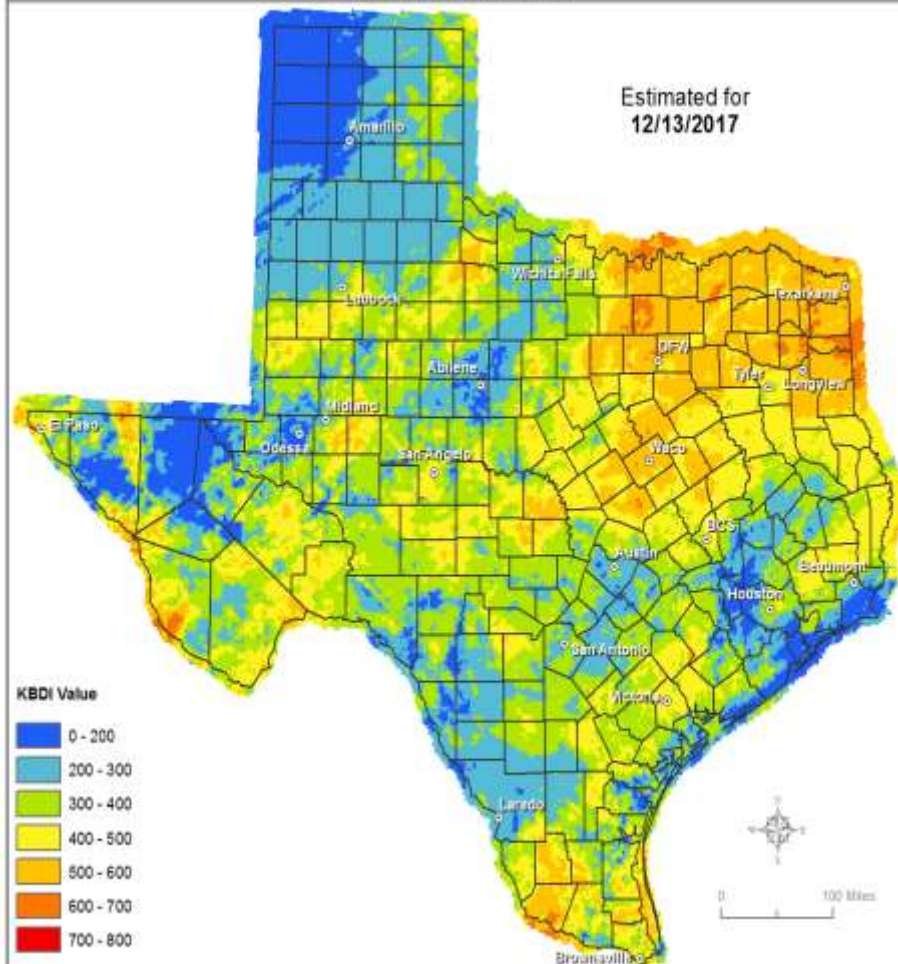 Estimated for
12/13/2017
Amarillo
Wichita Falls
Lubbock
Texarkana
DFW
Abilene
Tyler
Longview
Midland
El Paso
Odessa
San Angelo
Waco
BCS
Austin
Beaumont
Houston
San Antonio
Victoria
KBDI Value
0 - 200
200 - 300
300 - 400
400 - 500
500 - 600
600 - 700
700 - 800
Laredo
0 100 Miles
Brownsville